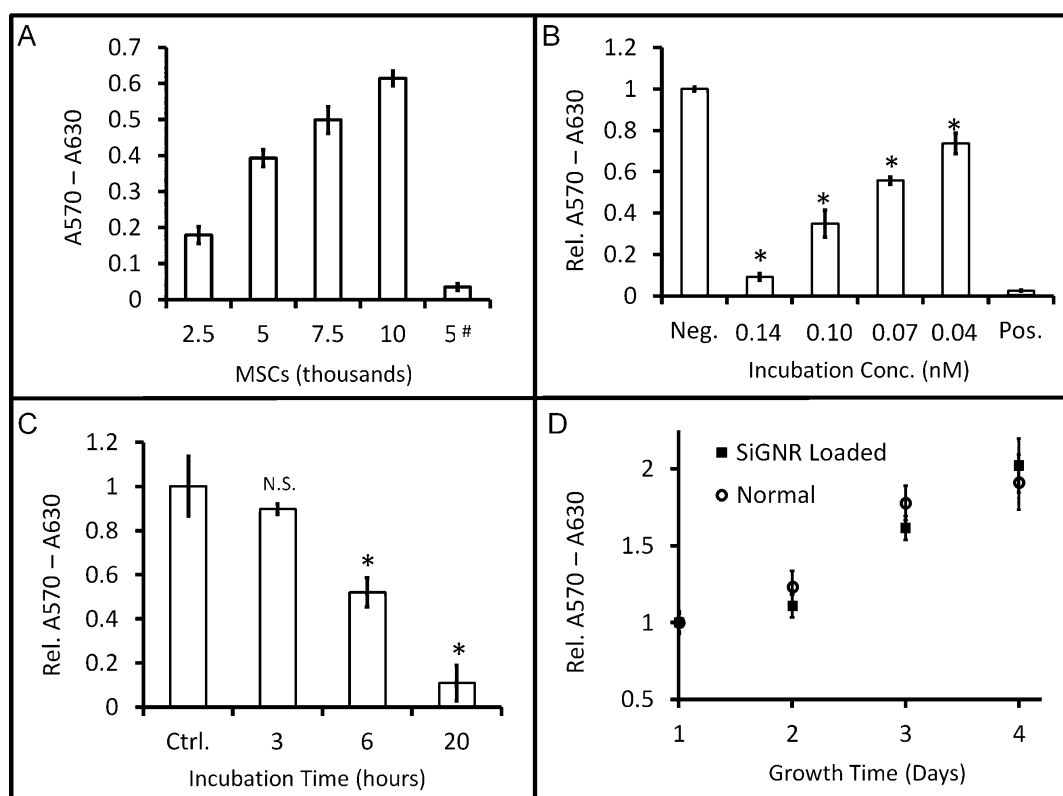 A
A570 – A630
0.7
0.6
0.5
0.4
0.3
0.2
0.1
0
2.5 5 7.5 10 5 #
MSCs (thousands)
B
Rel. A570 – A630
1.2
1
0.8
0.6
0.4
0.2
0
* * * *
Neg. 0.14 0.10 0.07 0.04 Pos.
Incubation Conc. (nM)
C
Rel. A570 – A630
1.2
1
0.8
0.6
0.4
0.2
0
N.S. * *
Ctrl. 3 6 20
Incubation Time (hours)
D
Rel. A570 – A630
2
1.5
1
0.5
SiGNR Loaded
Normal
1 2 3 4
Growth Time (Days)